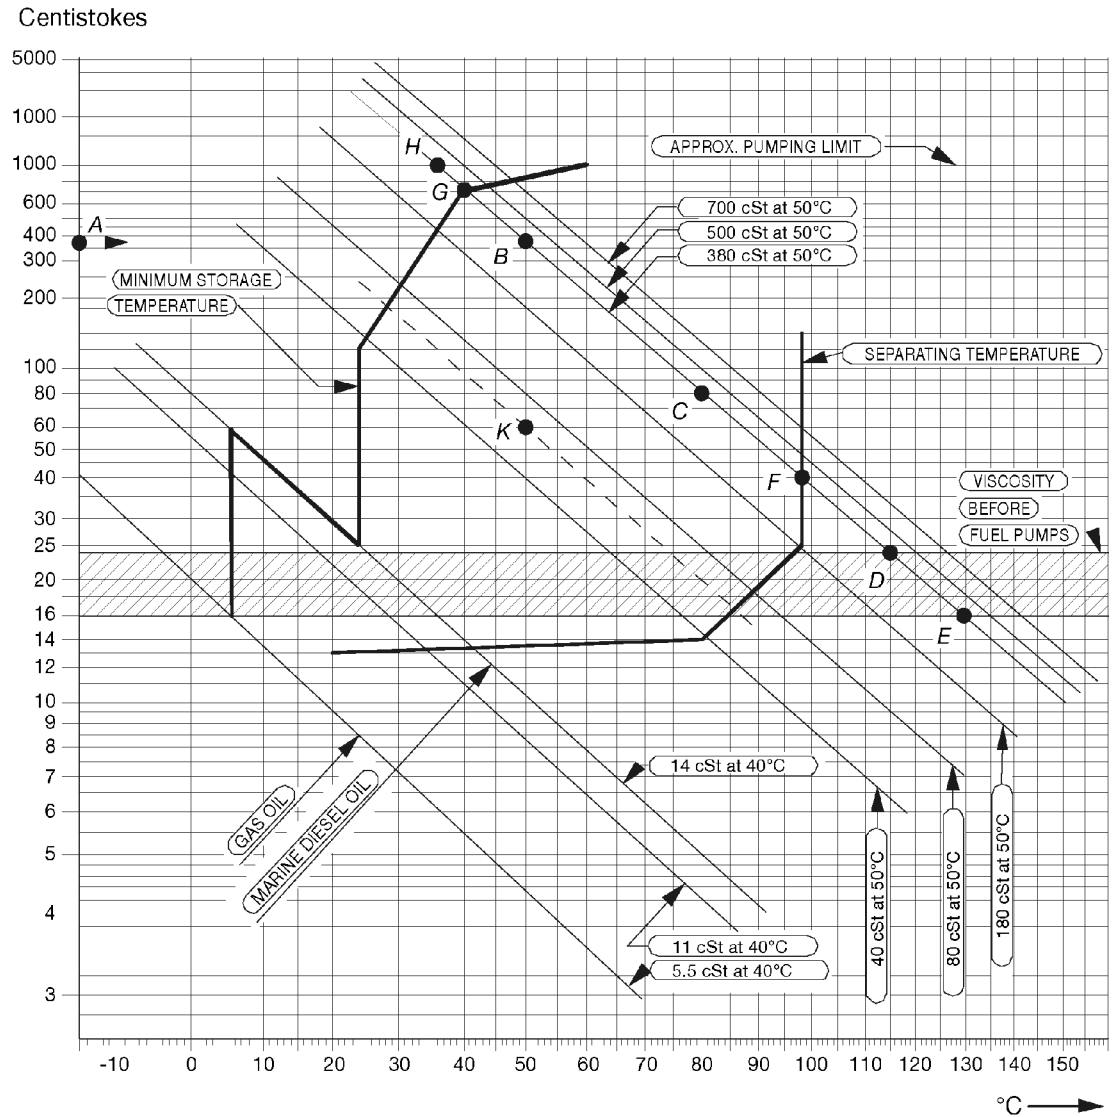 Centistokes
5000
1000
1000
600
400
300
200
100
80
60
50
40
30
25
20
16
14
12
10
9
8
7
6
5
4
3
H
APPROX. PUMPING LIMIT
G
700 cSt at 50°C
A
500 cSt at 50°C
B
380 cSt at 50°C
MINIMUM STORAGE
TEMPERATURE
SEPARATING TEMPERATURE
C
K
F
VISCOSITY
BEFORE
FUEL PUMPS
D
E
14 cSt at 40°C
GAS OIL
MARINE DIESEL OIL
40 cSt at 50°C
80 cSt at 50°C
180 cSt at 50°C
11 cSt at 40°C
5.5 cSt at 40°C
-10 0 10 20 30 40 50 60 70 80 90 100 110 120 130 140 150
°C